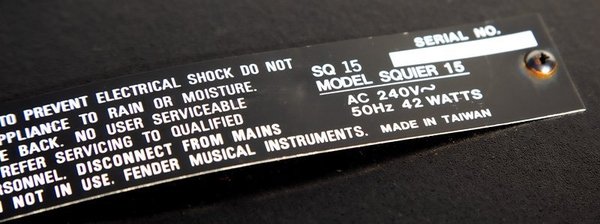 TO PREVENT ELECTRICAL SHOCK DO NOT
APPLIANCE TO RAIN OR MOISTURE.
BACK. NO USER SERVICEABLE
REFER SERVICING TO QUALIFIED
DISCONNECT FROM MAINS
NOT IN USE. FENDER MUSICAL INSTRUMENTS.
SQ 15
MODEL SQUIER 15
AC 240V~
50Hz 42 WATTS
MADE IN TAIWAN
SERIAL NO.